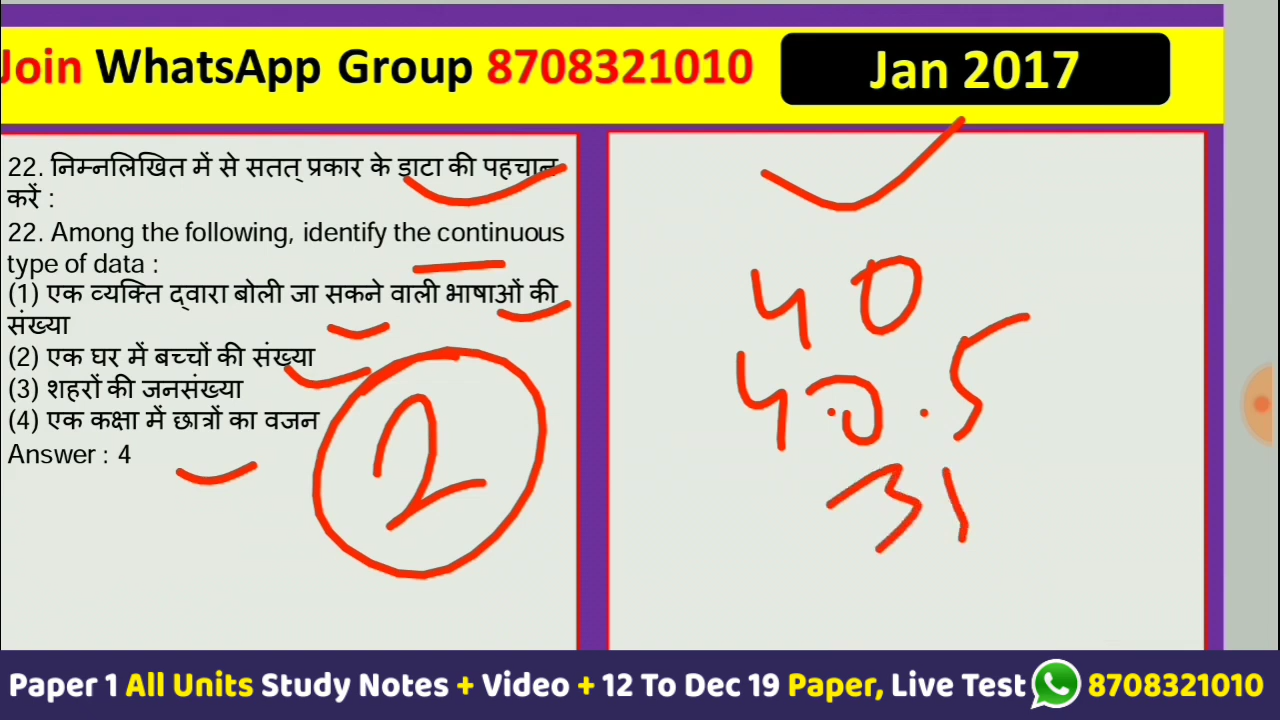 Join WhatsApp Group 8708321010
Jan 2017
22. निम्नलिखित में से सतत् प्रकार के डाटा की पहचान
करें :
22. Among the following, identify the continuous
type of data :
(1) एक व्यक्ति द्वारा बोली जा सकने वाली भाषाओं की
संख्या
(2) एक घर में बच्चों की संख्या
(3) शहरों की जनसंख्या
(4) एक कक्षा में छात्रों का वजन
Answer : 4
2
40
40.5
31
Paper 1 All Units Study Notes + Video + 12 To Dec 19 Paper, Live Test 8708321010